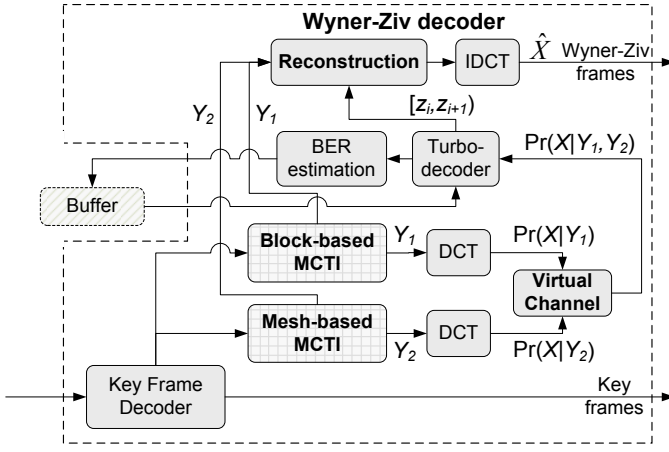 Wyner-Ziv decoder
Reconstruction
IDCT
X̂
Wyner-Ziv
frames
Y₂
Y₁
[zᵢ,zᵢ₊₁)
BER
estimation
Turbo-
decoder
Pr(X|Y₁,Y₂)
Buffer
Block-based
MCTI
Y₁
DCT
Pr(X|Y₁)
Virtual
Channel
Mesh-based
MCTI
Y₂
DCT
Pr(X|Y₂)
Key Frame
Decoder
Key
frames